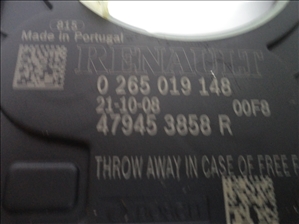 815
Made in Portugal
RENAULT
0 265 019 148
21-10-08 00F8
47945 3858 R
THROW AWAY IN CASE OF FREE F